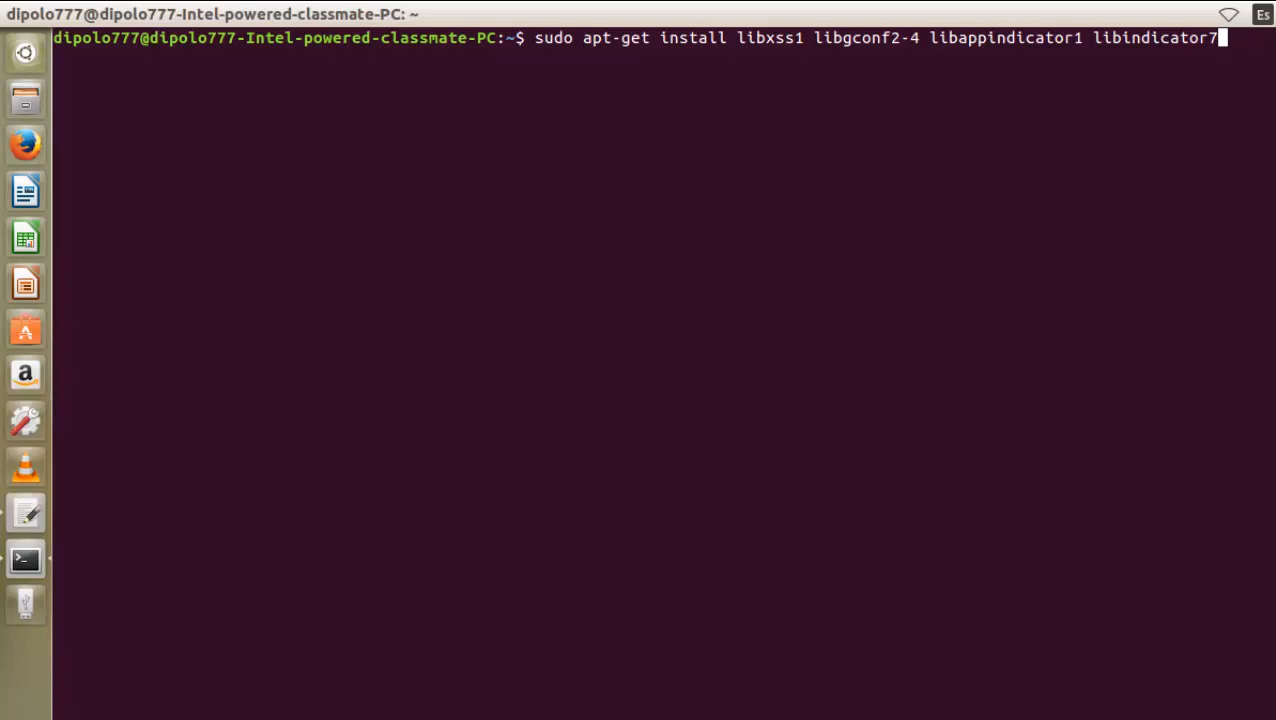 dipolo777@dipolo777-Intel-powered-classmate-PC: ~
Es
dipolo777@dipolo777-Intel-powered-classmate-PC:~$ sudo apt-get install libxss1 libgconf2-4 libappindicator1 libindicator7